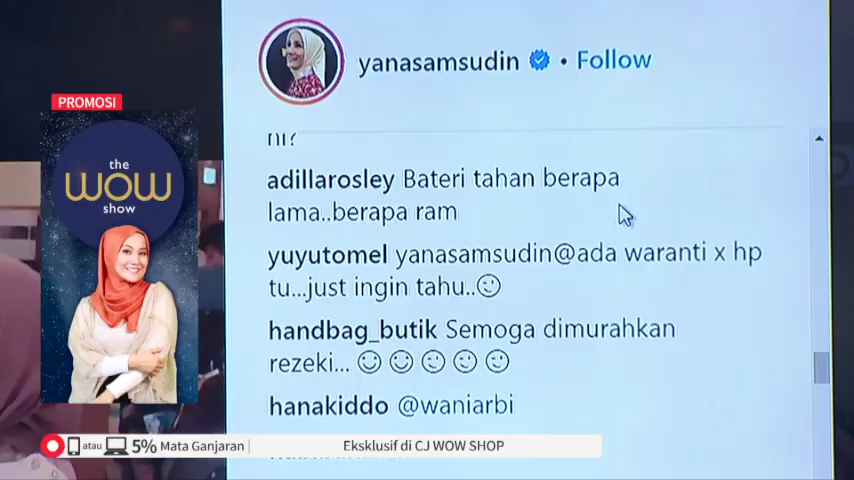 yanasamsudin • Follow
PROMOSI
the
WOW
show
ni?
adillarosley Bateri tahan berapa
lama..berapa ram
yuyutomel yanasamsudin@ada waranti x hp
tu...just ingin tahu..
handbag_butik Semoga dimurahkan
rezeki...
hanakiddo @waniarbi
atau 5% Mata Ganjaran
Eksklusif di CJ WOW SHOP